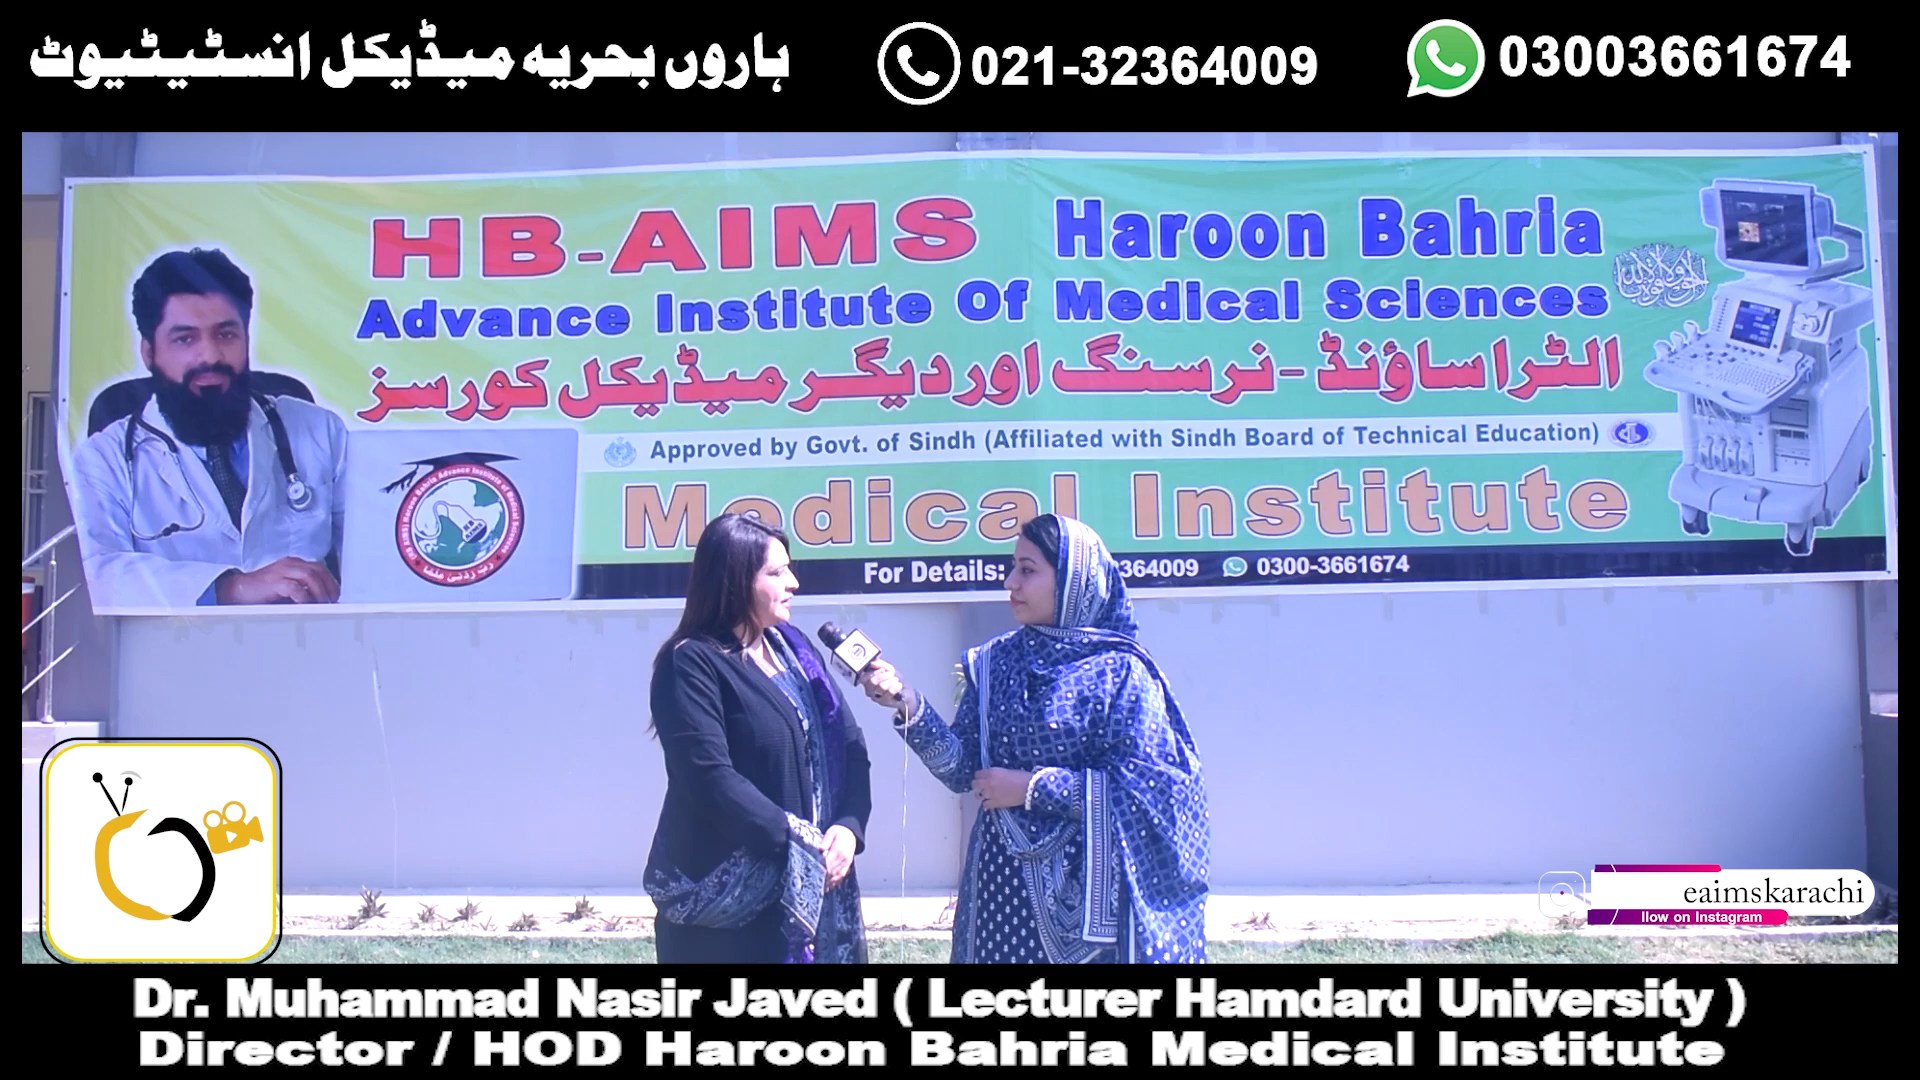 ہاروں بحریہ میڈیکل انسٹیٹیوٹ
021-32364009
03003661674
HB-AIMS Haroon Bahria
Advance Institute Of Medical Sciences
الٹراساؤنڈ - نرسنگ اور دیگر میڈیکل کورسز
Approved by Govt. of Sindh (Affiliated with Sindh Board of Technical Education)
Medical Institute
For Details: 364009 0300-3661674
eaimskarachi
llow on Instagram
Dr. Muhammad Nasir Javed ( Lecturer Hamdard University )
Director / HOD Haroon Bahria Medical Institute